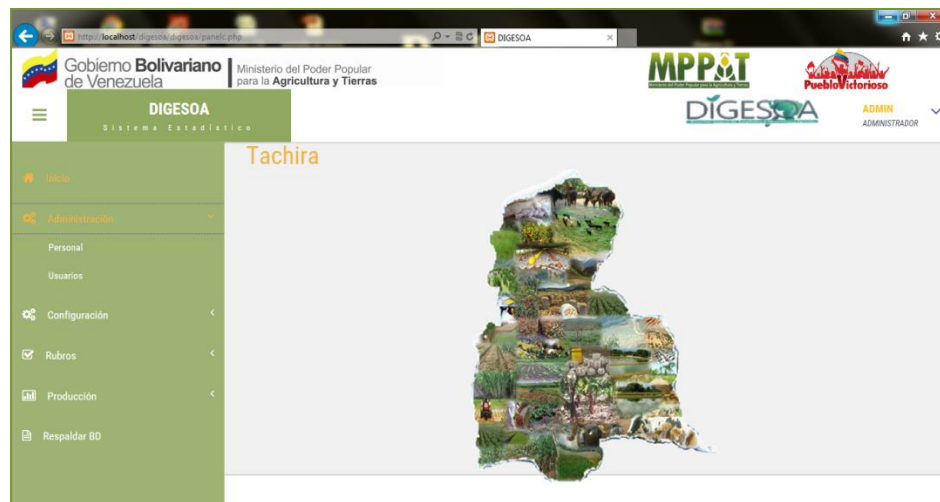 http://localhost/digesoa/digesoa/panelc.php
DIGESOA
Gobierno Bolivariano
de Venezuela
Ministerio del Poder Popular
para la Agricultura y Tierras
MPPAT
PuebloVictorioso
DIGESOA
Sistema Estadístico
DÍGESOA
ADMIN
ADMINISTRADOR
Tachira
Inicio
Administración
Personal
Usuarios
Configuración
Rubros
Producción
Respaldar BD